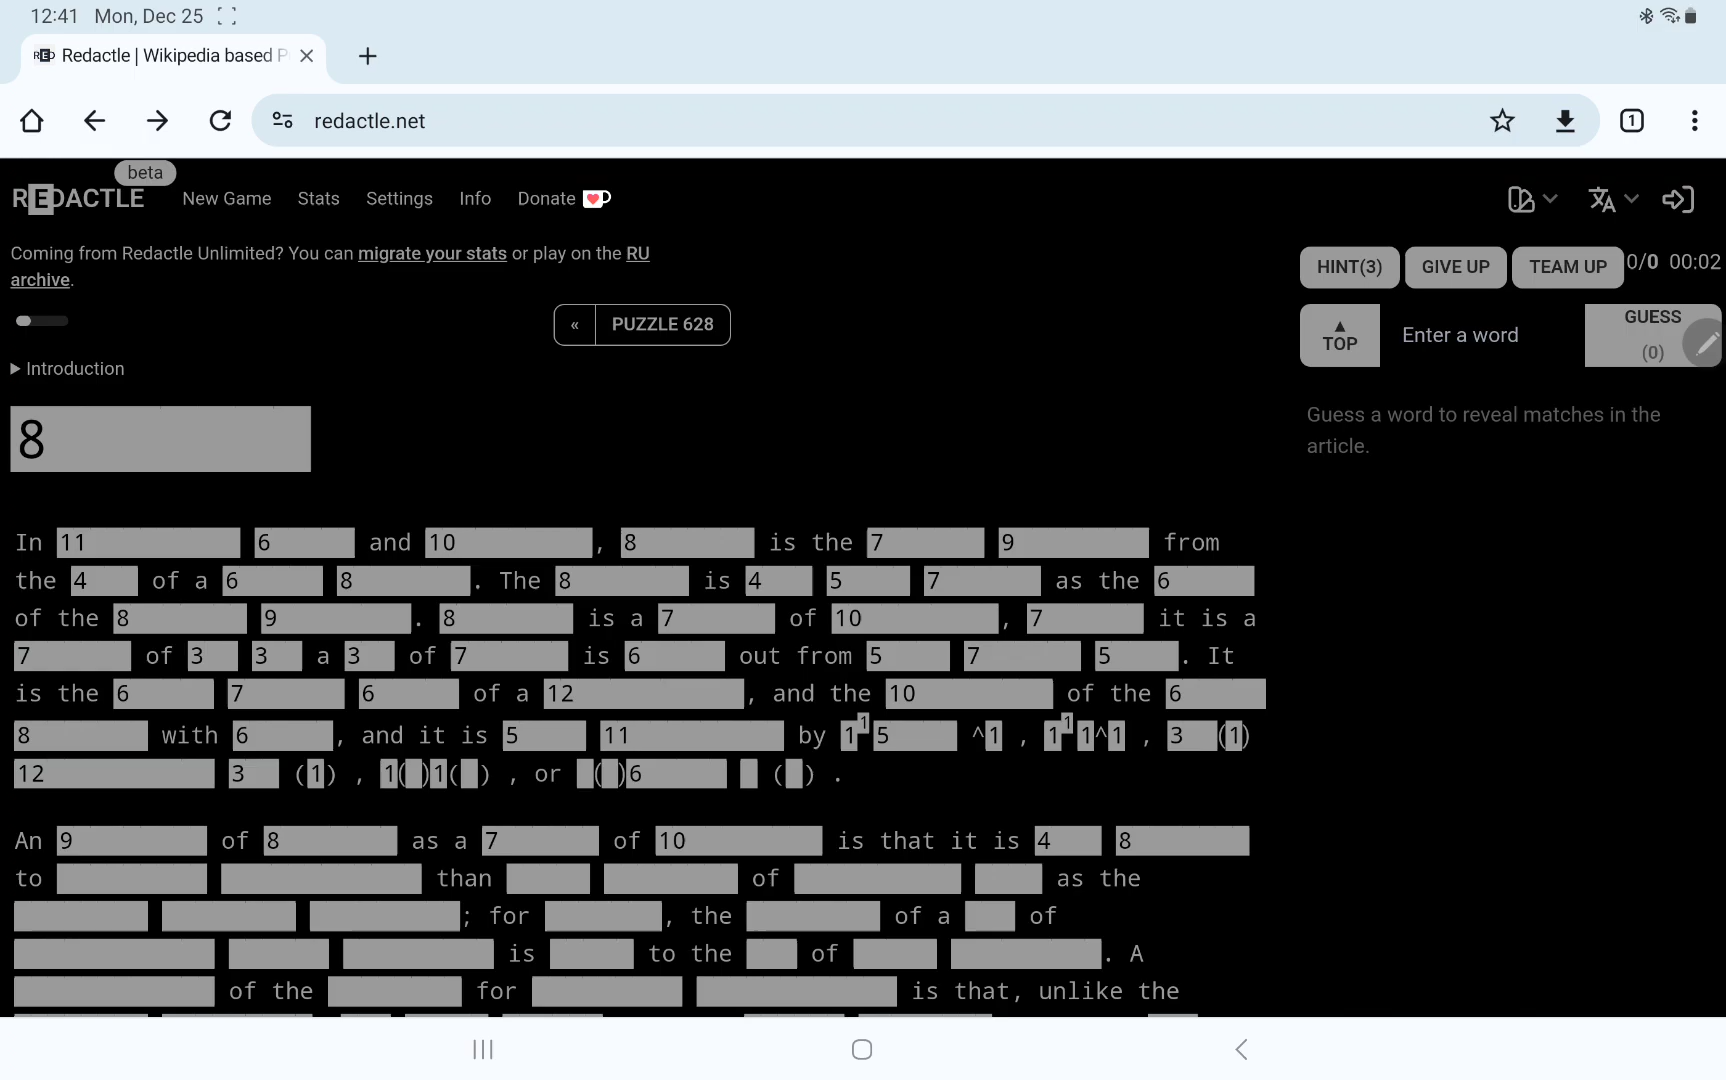 12:41 Mon, Dec 25
RED Redactle | Wikipedia based P
redactle.net
1
beta
REDACTLE New Game Stats Settings Info Donate
Coming from Redactle Unlimited? You can migrate your stats or play on the RU
archive.
HINT(3) GIVE UP TEAM UP 0/0 00:02
« PUZZLE 628
▲
TOP
Enter a word
GUESS
(0)
▶ Introduction
Guess a word to reveal matches in the
article.
8
In 11 6 and 10, 8 is the 7 9 from
the 4 of a 6 8. The 8 is 4 5 7 as the 6
of the 8 9. 8 is a 7 of 10, 7 it is a
7 of 3 3 a 3 of 7 is 6 out from 5 7 5. It
is the 6 7 6 of a 12, and the 10 of the 6
8 with 6, and it is 5 11 by 1 1 5 ^1 , 1 1 1^1 , 3 (1)
12 3 (1) , 1( )1( ) , or ( )6 ( ) .
An 9 of 8 as a 7 of 10 is that it is 4 8
to than of as the
; for , the of a of
is to the of . A
of the for is that, unlike the